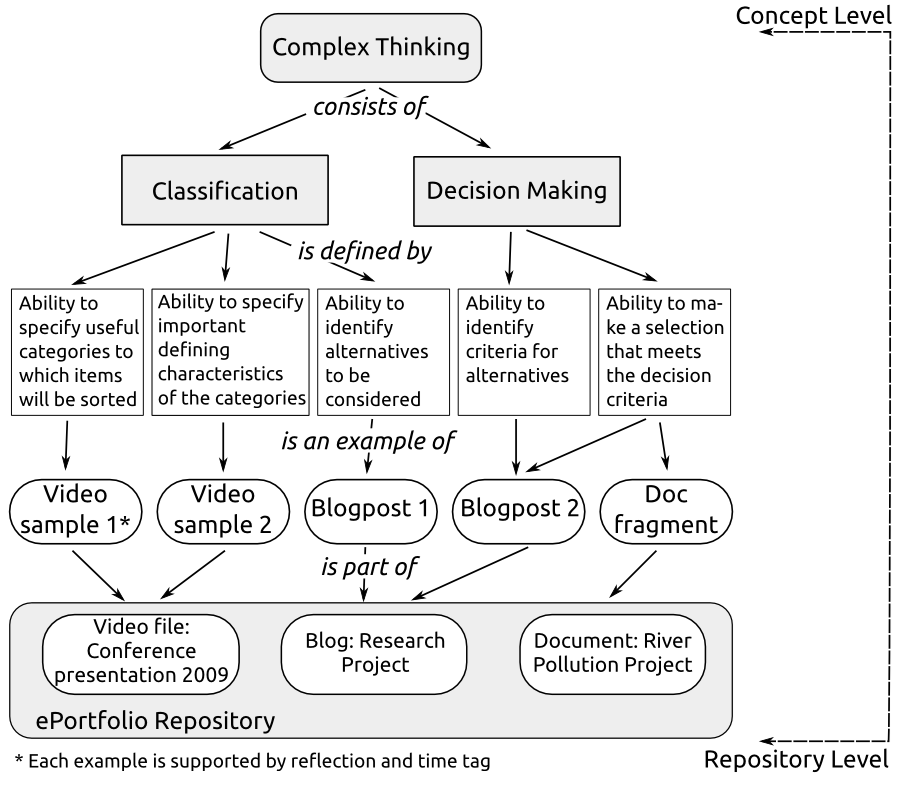 Concept Level
Complex Thinking
consists of
Classification
Decision Making
is defined by
Ability to
specify useful
categories to
which items
will be sorted
Ability to specify
important
defining
characteristics
of the categories
Ability to
identify
alternatives
to be
considered
Ability to
identify
criteria for
alternatives
Ability to ma-
ke a selection
that meets
the decision
criteria
is an example of
Video
sample 1*
Video
sample 2
Blogpost 1
Blogpost 2
Doc
fragment
is part of
Video file:
Conference
presentation 2009
Blog: Research
Project
Document: River
Pollution Project
ePortfolio Repository
* Each example is supported by reflection and time tag
Repository Level